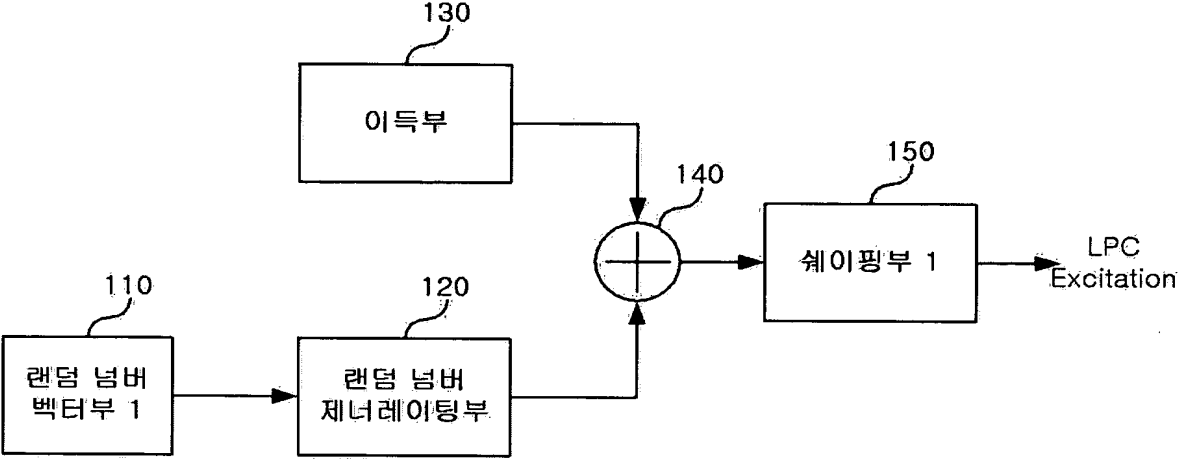 130
이득부
140
150
쉐이핑부 1
LPC
Excitation
110
120
랜덤 넘버
벡터부 1
랜덤 넘버
제너레이팅부